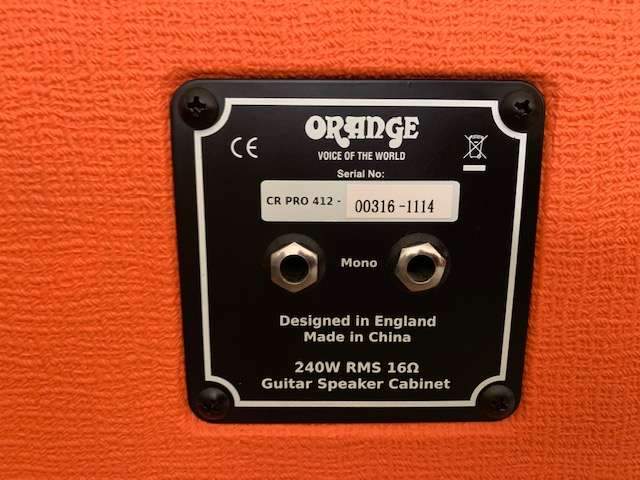 ORANGE
CE
VOICE OF THE WORLD
Serial No:
CR PRO 412 - 00316-1114
Mono
Designed in England
Made in China
240W RMS 16Ω
Guitar Speaker Cabinet